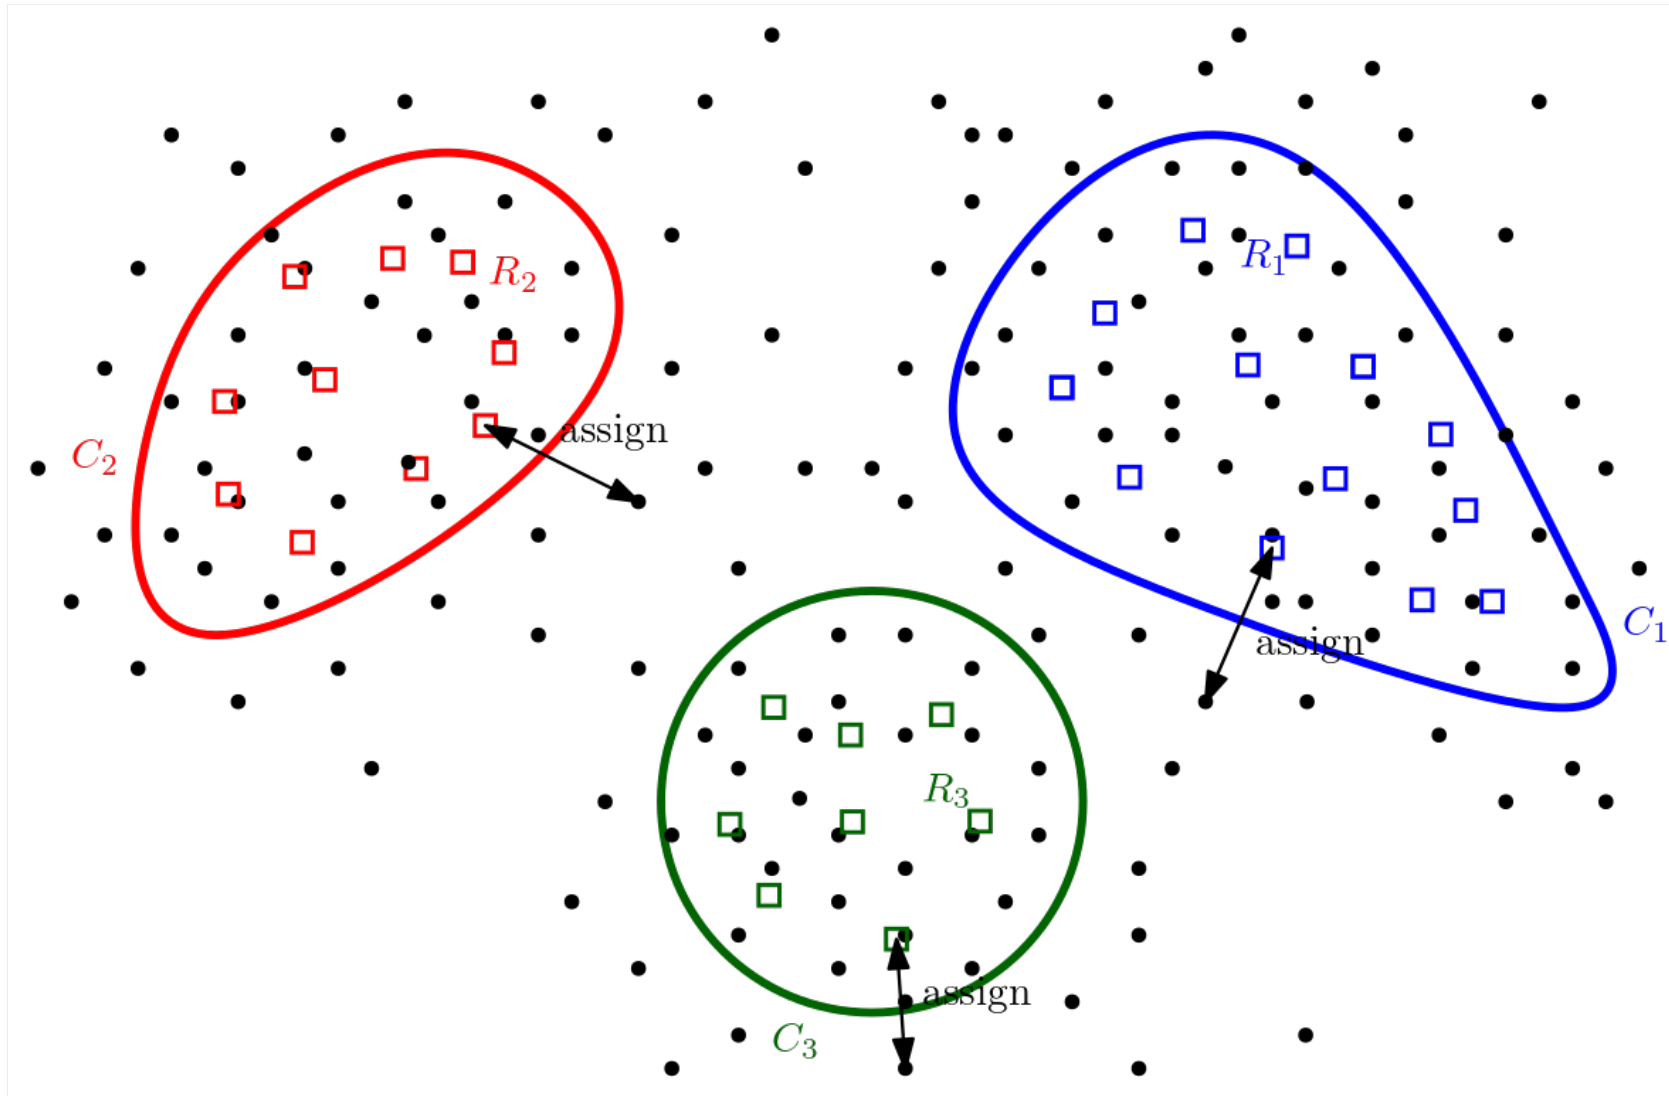 R₁
R₂
assign
C₂
C₁
assign
R₃
assign
C₃